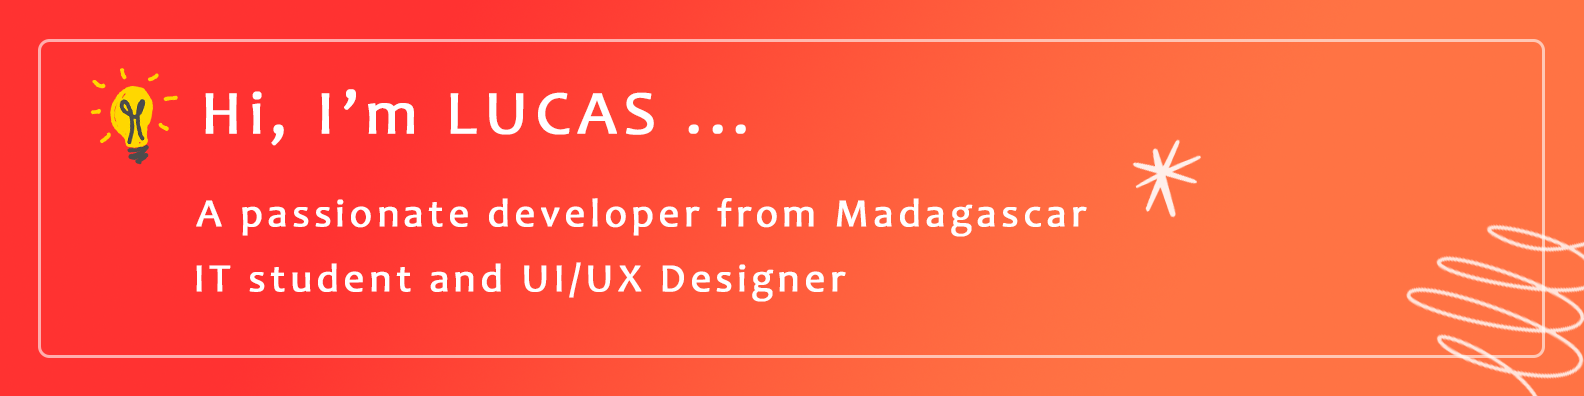 Hi, I’m LUCAS ...
A passionate developer from Madagascar
IT student and UI/UX Designer